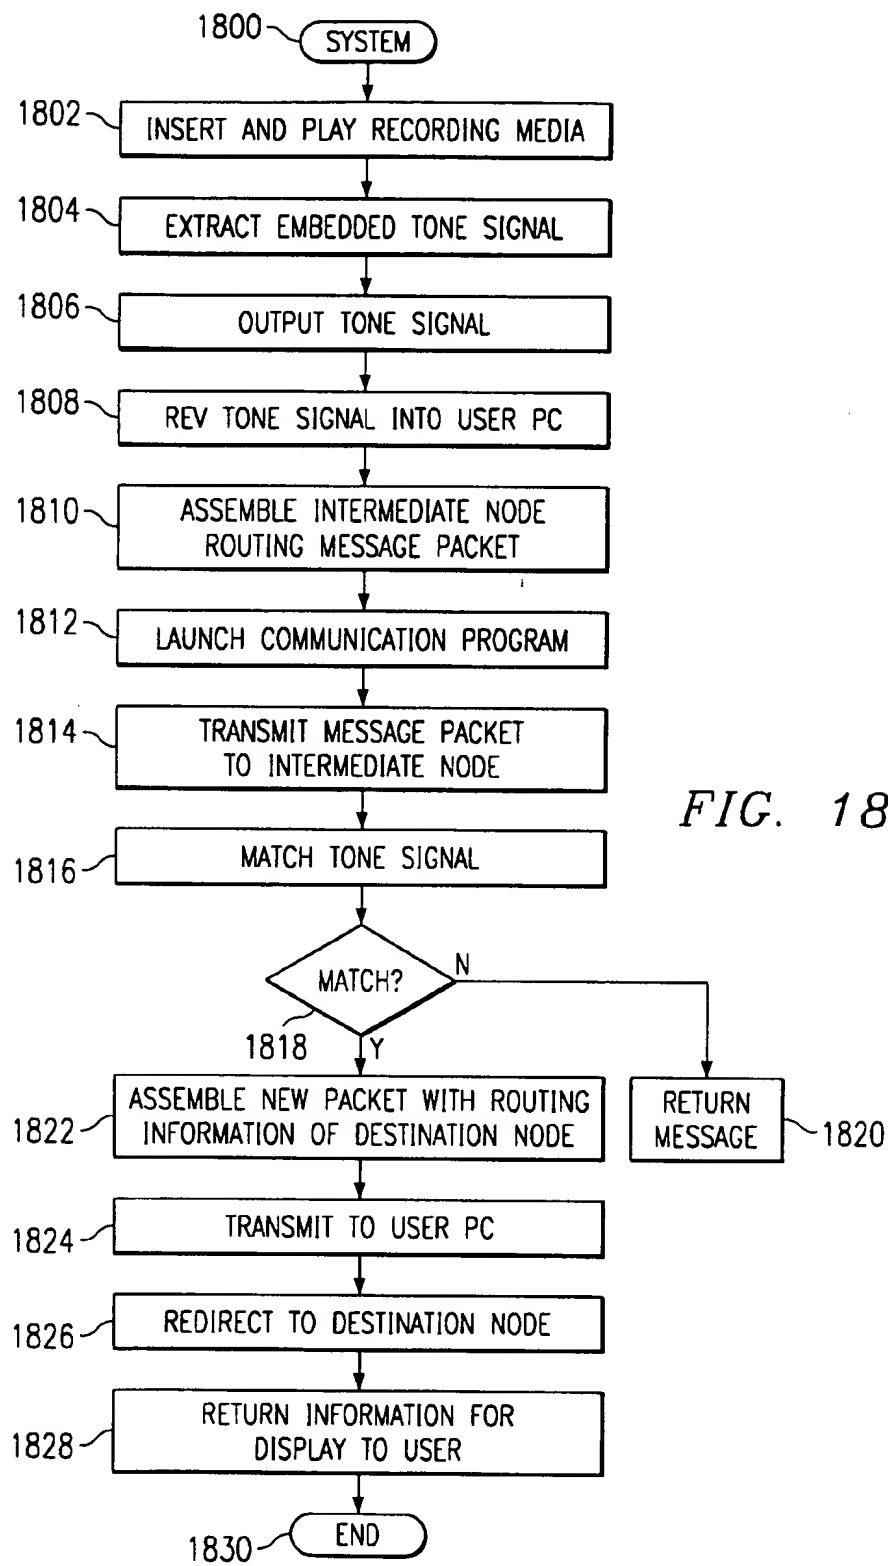 1800
SYSTEM
1802
INSERT AND PLAY RECORDING MEDIA
1804
EXTRACT EMBEDDED TONE SIGNAL
1806
OUTPUT TONE SIGNAL
1808
REV TONE SIGNAL INTO USER PC
1810
ASSEMBLE INTERMEDIATE NODE
ROUTING MESSAGE PACKET
1812
LAUNCH COMMUNICATION PROGRAM
1814
TRANSMIT MESSAGE PACKET
TO INTERMEDIATE NODE
FIG. 18
1816
MATCH TONE SIGNAL
MATCH?
N
1818
Y
1822
ASSEMBLE NEW PACKET WITH ROUTING
INFORMATION OF DESTINATION NODE
RETURN
MESSAGE
1820
1824
TRANSMIT TO USER PC
1826
REDIRECT TO DESTINATION NODE
1828
RETURN INFORMATION FOR
DISPLAY TO USER
1830
END